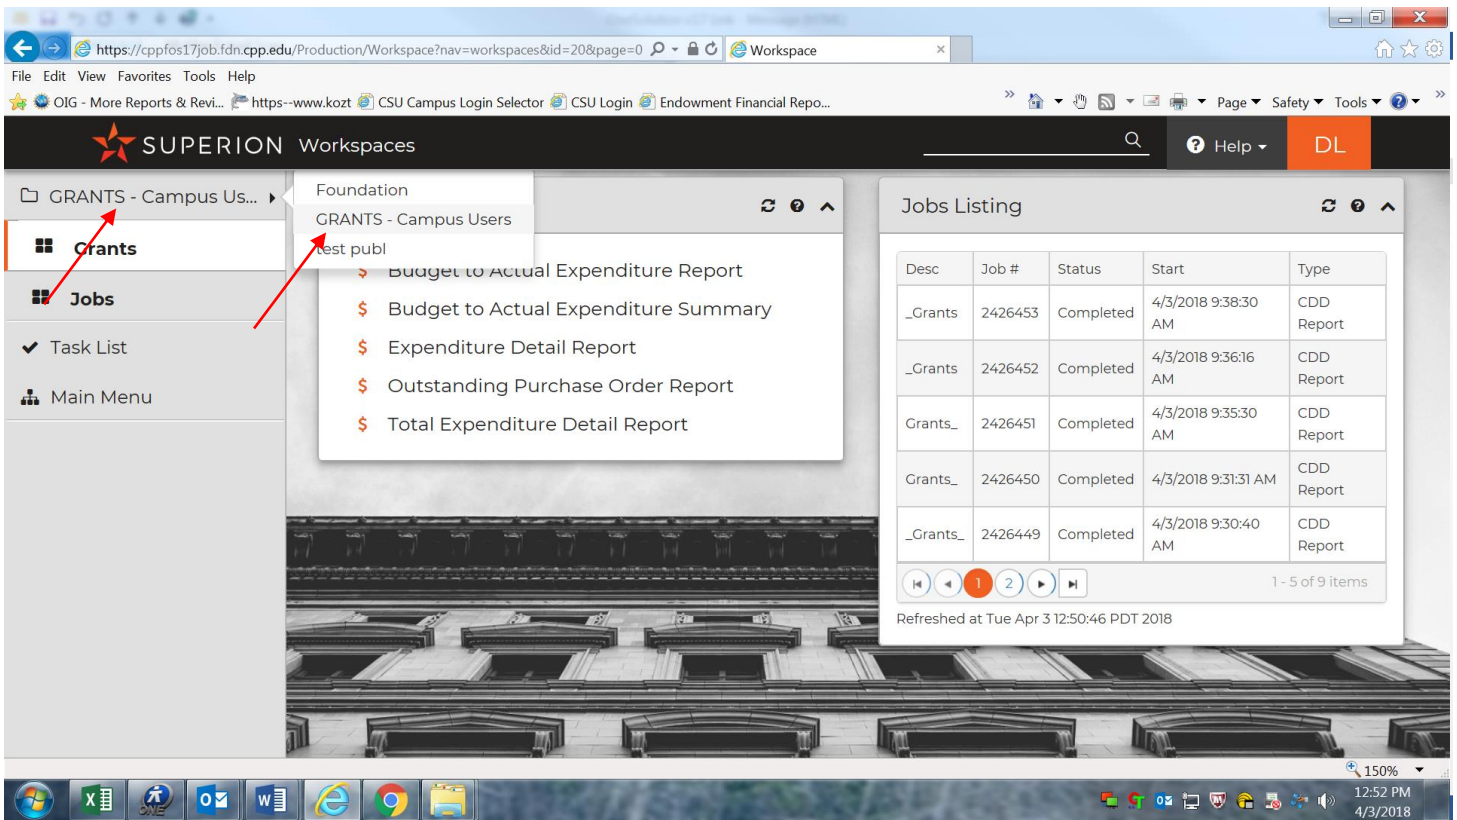 https://cppfos17job.fdn.cpp.edu/Production/Workspace?nav=workspaces&id=20&page=0
Workspace
File Edit View Favorites Tools Help
OIG - More Reports & Revi... https--www.kozt CSU Campus Login Selector CSU Login Endowment Financial Repo...
Page Safety Tools
SUPERION Workspaces
Help
DL
GRANTS - Campus Us...
Grants
Jobs
Task List
Main Menu
Foundation
GRANTS - Campus Users
test publ
$ Budget to Actual Expenditure Report
$ Budget to Actual Expenditure Summary
$ Expenditure Detail Report
$ Outstanding Purchase Order Report
$ Total Expenditure Detail Report
Jobs Listing
Desc Job # Status Start Type
_Grants 2426453 Completed 4/3/2018 9:38:30 AM CDD Report
_Grants 2426452 Completed 4/3/2018 9:36:16 AM CDD Report
Grants_ 2426451 Completed 4/3/2018 9:35:30 AM CDD Report
Grants_ 2426450 Completed 4/3/2018 9:31:31 AM CDD Report
_Grants_ 2426449 Completed 4/3/2018 9:30:40 AM CDD Report
1 2
1 - 5 of 9 items
Refreshed at Tue Apr 3 12:50:46 PDT 2018
150%
ONE
12:52 PM
4/3/2018